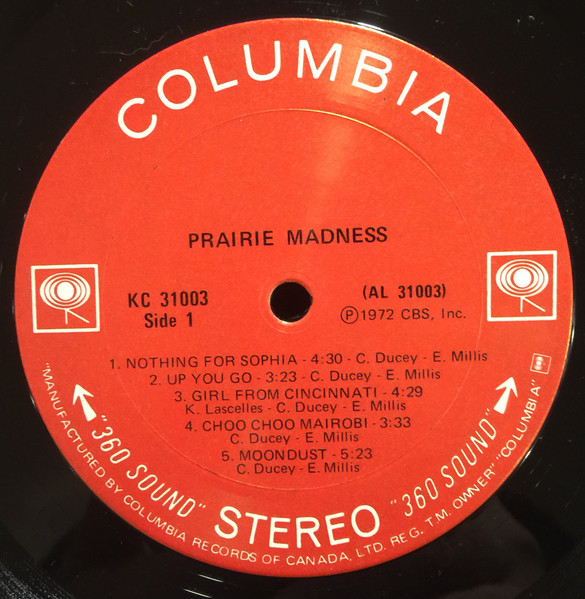 COLUMBIA
PRAIRIE MADNESS
KC 31003
Side 1
(AL 31003)
Ⓟ1972 CBS, Inc.
1. NOTHING FOR SOPHIA - 4:30 - C. Ducey - E. Millis
2. UP YOU GO - 3:23 - C. Ducey - E. Millis
3. GIRL FROM CINCINNATI - 4:29
K. Lascelles - C. Ducey - E. Millis
4. CHOO CHOO MAIROBI - 3:33
C. Ducey - E. Millis
5. MOONDUST - 5:23
C. Ducey - E. Millis
"360 SOUND" STEREO "360 SOUND"
"MANUFACTURED BY COLUMBIA RECORDS OF CANADA, LTD. REG. T.M. OWNER" "COLUMBIA"